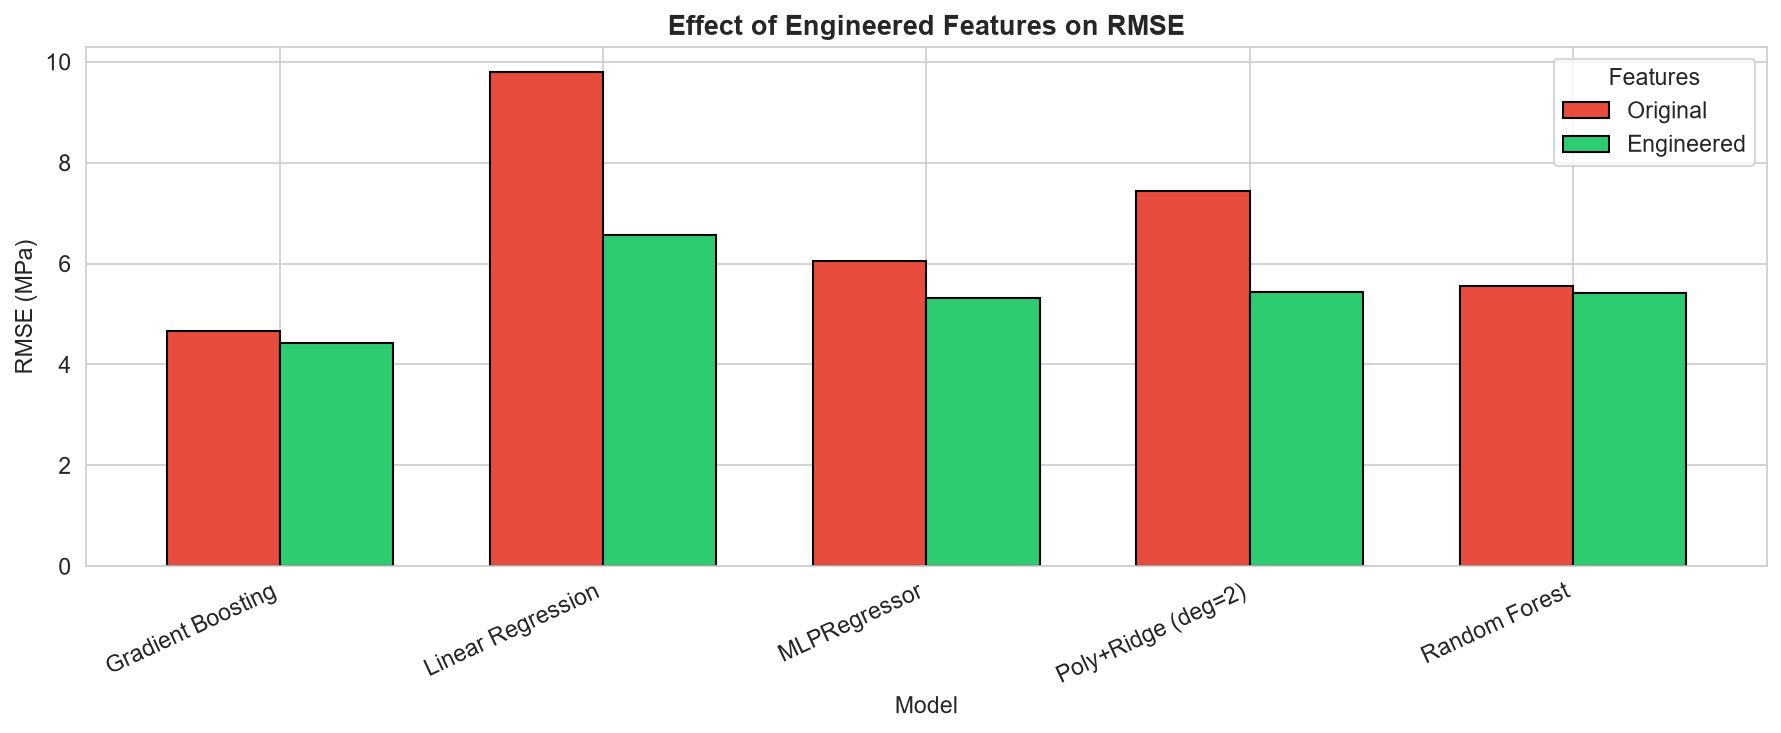 Effect of Engineered Features on RMSE
RMSE (MPa)
10
8
6
4
2
0
Features
Original
Engineered
Gradient Boosting
Linear Regression
MLPRegressor
Poly+Ridge (deg=2)
Random Forest
Model